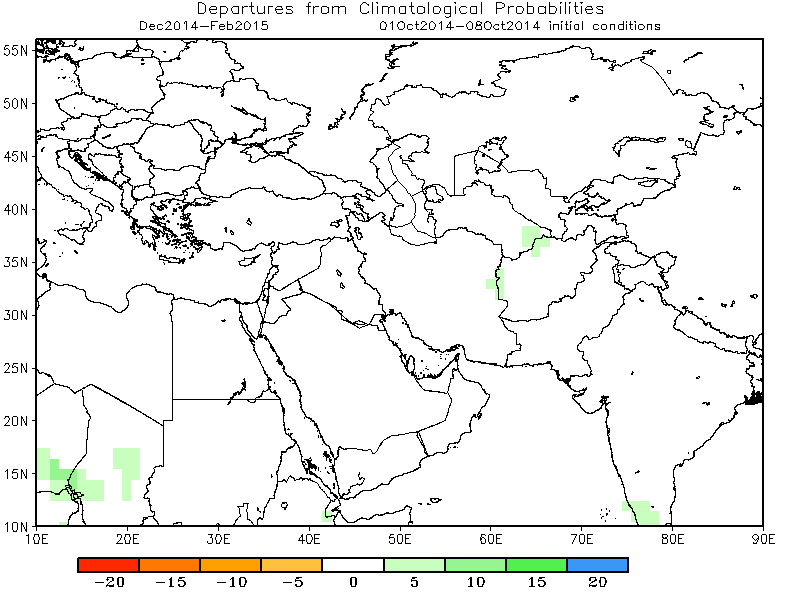 Departures from Climatological Probabilities
Dec2014-Feb2015 01Oct2014-08Oct2014 initial conditions
55N
50N
45N
40N
35N
30N
25N
20N
15N
10N
10E 20E 30E 40E 50E 60E 70E 80E 90E
-20 -15 -10 -5 0 5 10 15 20